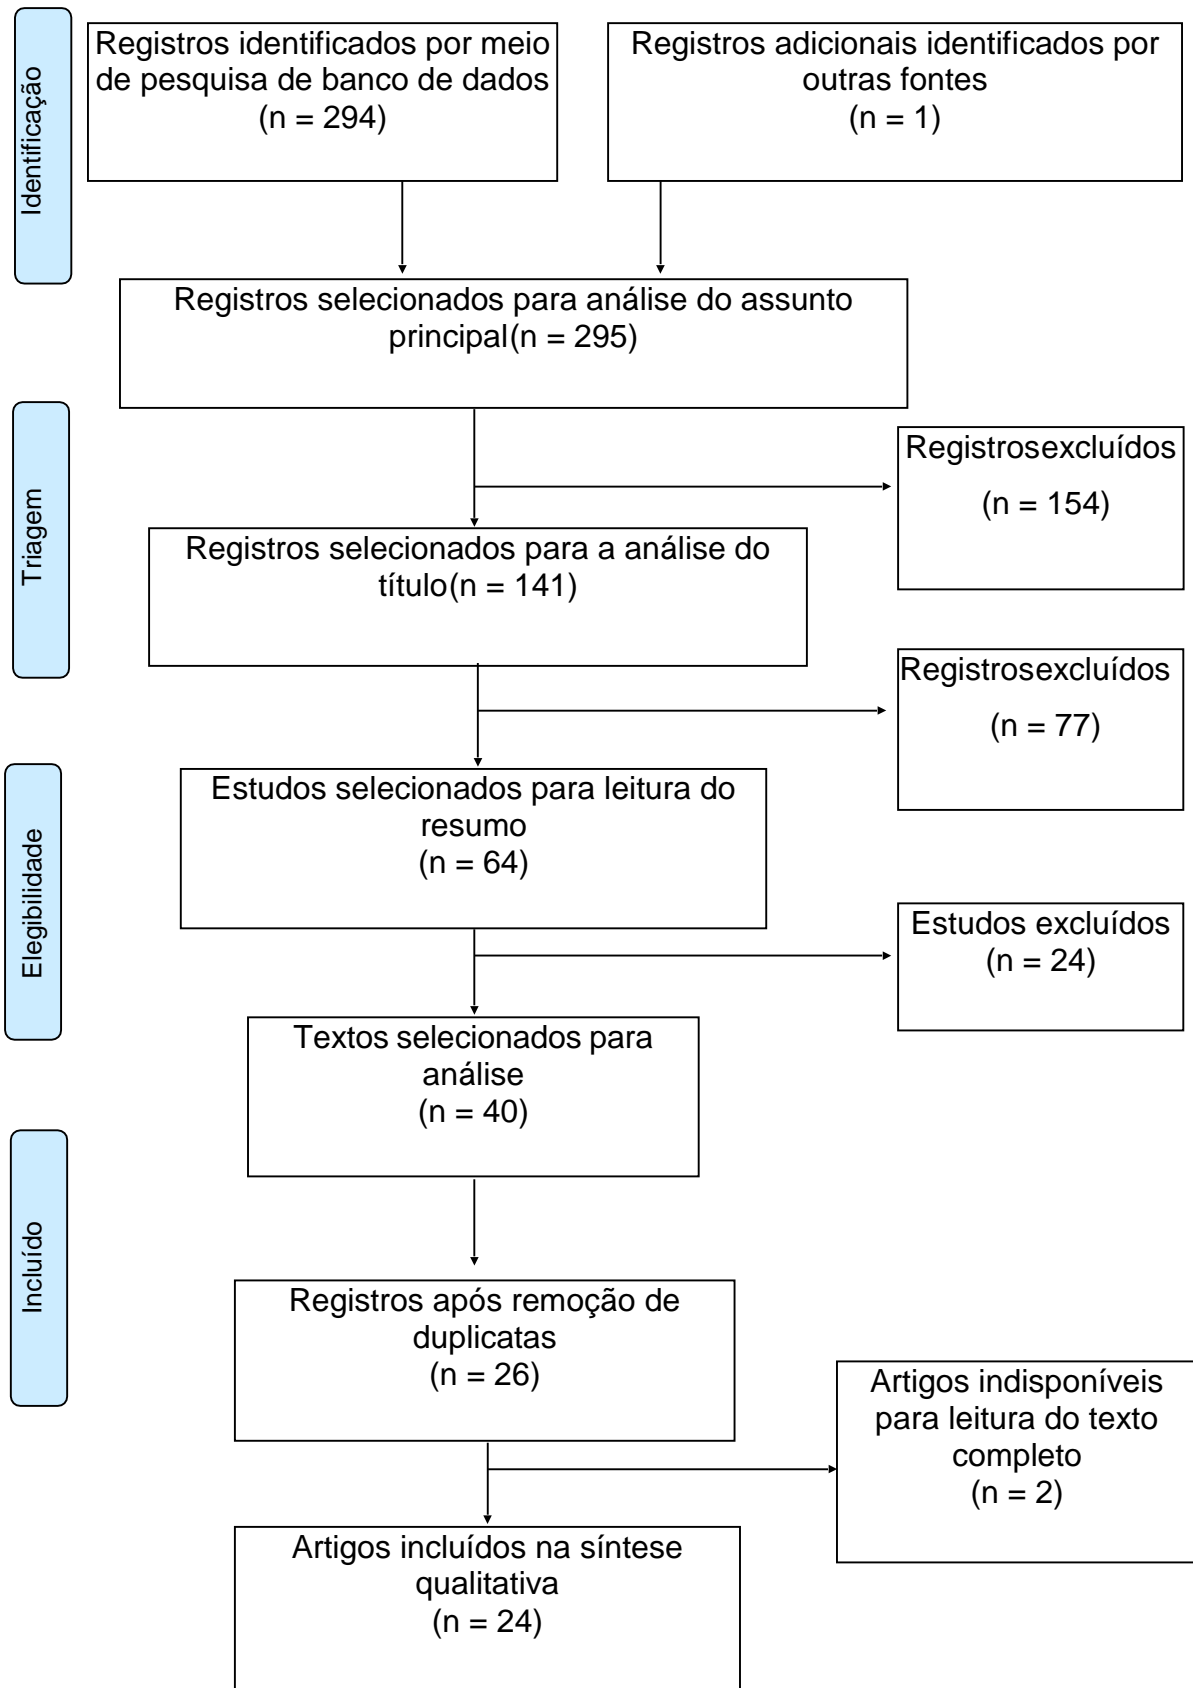 Identificação
Registros identificados por meio
de pesquisa de banco de dados
(n = 294)
Registros adicionais identificados por
outras fontes
(n = 1)
Registros selecionados para análise do assunto
principal(n = 295)
Triagem
Registrosexcluídos
(n = 154)
Registros selecionados para a análise do
título(n = 141)
Registrosexcluídos
(n = 77)
Elegibilidade
Estudos selecionados para leitura do
resumo
(n = 64)
Estudos excluídos
(n = 24)
Textos selecionados para
análise
(n = 40)
Incluído
Registros após remoção de
duplicatas
(n = 26)
Artigos indisponíveis
para leitura do texto
completo
(n = 2)
Artigos incluídos na síntese
qualitativa
(n = 24)